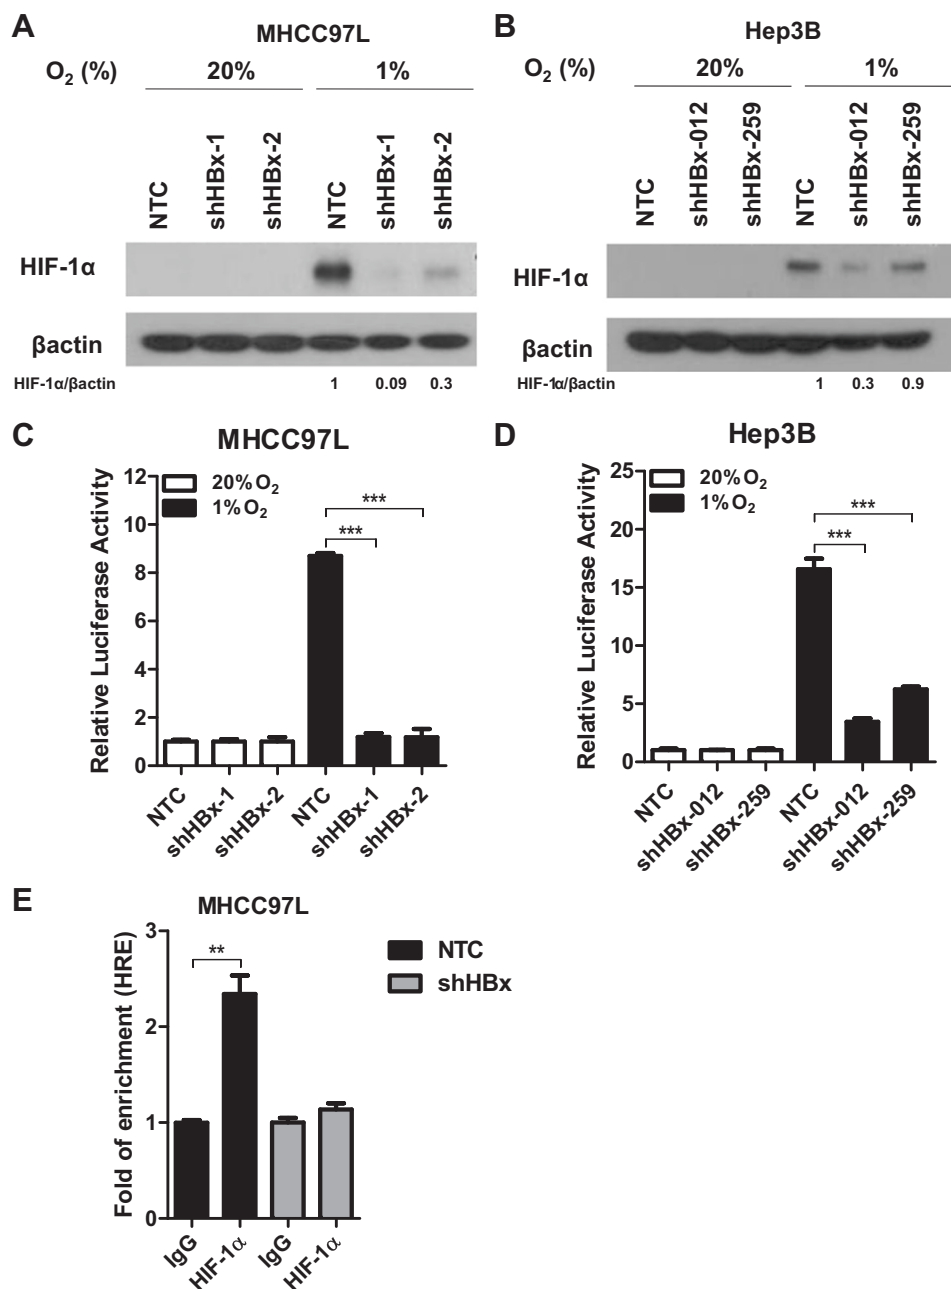 A
MHCC97L
O2 (%)
20%
1%
NTC
shHBx-1
shHBx-2
NTC
shHBx-1
shHBx-2
HIF-1α
βactin
HIF-1α/βactin 1 0.09 0.3
B
Hep3B
O2 (%)
20%
1%
NTC
shHBx-012
shHBx-259
NTC
shHBx-012
shHBx-259
HIF-1α
βactin
HIF-1α/βactin 1 0.3 0.9
C
MHCC97L
Relative Luciferase Activity
12
10
8
6
4
2
0
20%O2
1%O2
***
***
NTC
shHBx-1
shHBx-2
NTC
shHBx-1
shHBx-2
D
Hep3B
Relative Luciferase Activity
25
20
15
10
5
0
20%O2
1%O2
***
***
NTC
shHBx-012
shHBx-259
NTC
shHBx-012
shHBx-259
E
MHCC97L
Fold of enrichment (HRE)
3
2
1
0
**
NTC
shHBx
IgG
HIF-1α
IgG
HIF-1α